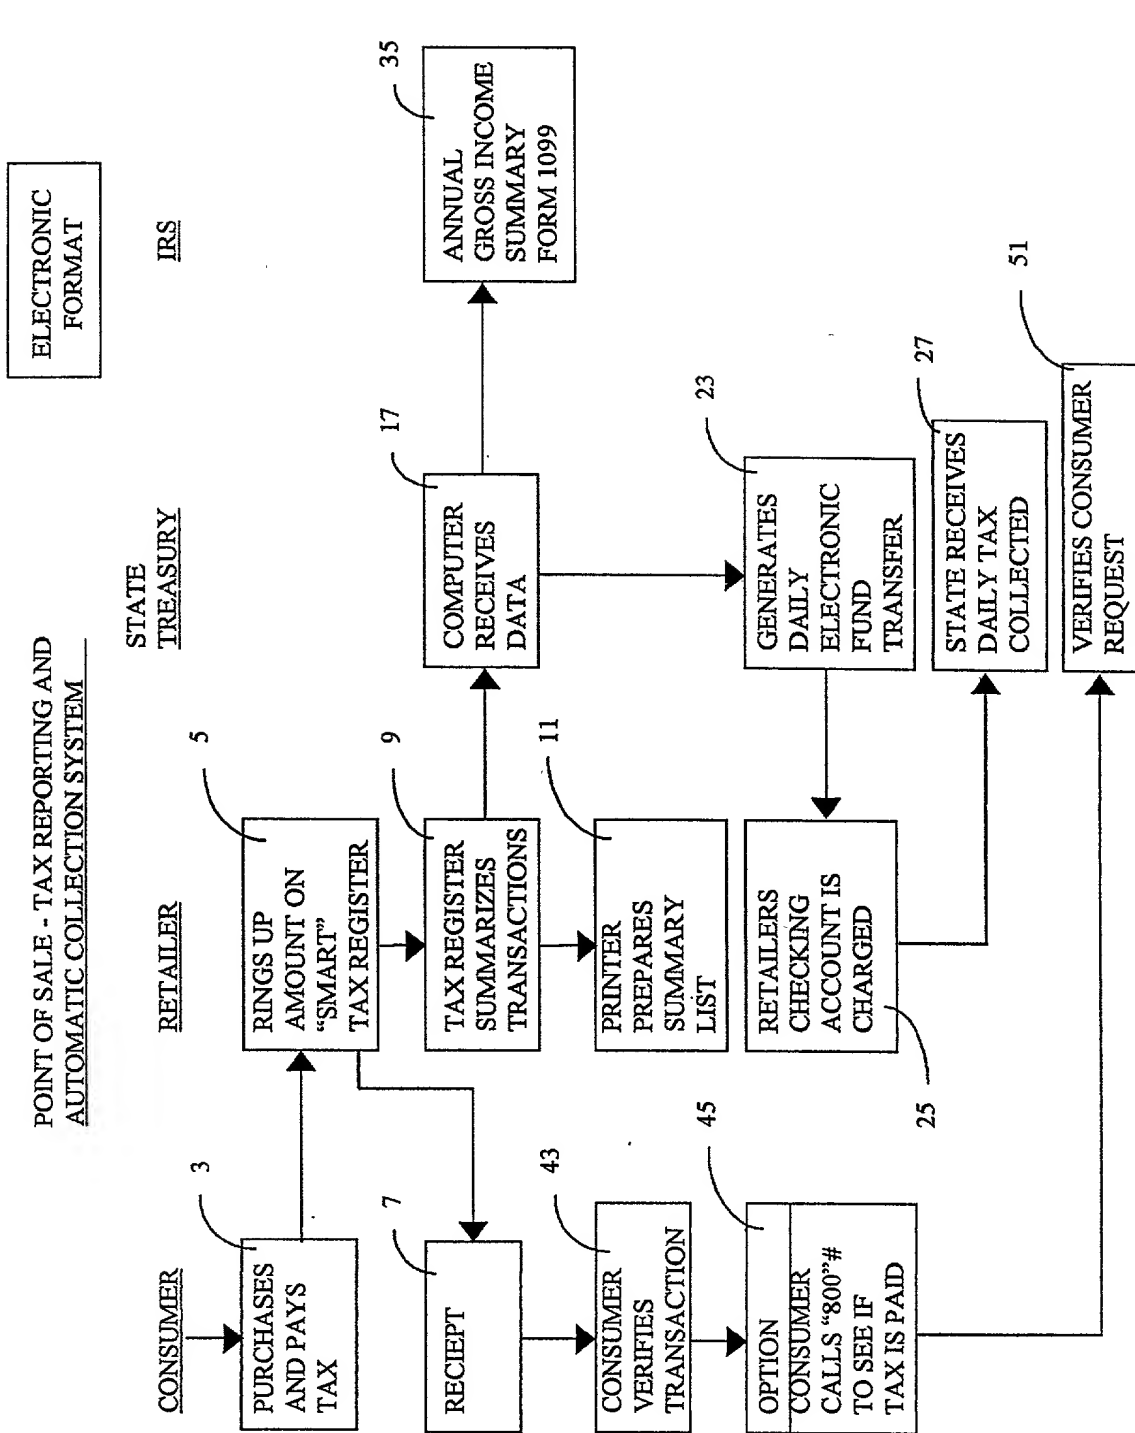 ELECTRONIC
FORMAT
POINT OF SALE - TAX REPORTING AND
AUTOMATIC COLLECTION SYSTEM
CONSUMER
RETAILER
STATE
TREASURY
IRS
3
PURCHASES
AND PAYS
TAX
5
RINGS UP
AMOUNT ON
“SMART”
TAX REGISTER
7
RECIEPT
9
TAX REGISTER
SUMMARIZES
TRANSACTIONS
17
COMPUTER
RECEIVES
DATA
35
ANNUAL
GROSS INCOME
SUMMARY
FORM 1099
43
CONSUMER
VERIFIES
TRANSACTION
11
PRINTER
PREPARES
SUMMARY
LIST
45
OPTION
CONSUMER
CALLS “800”#
TO SEE IF
TAX IS PAID
RETAILERS
CHECKING
ACCOUNT IS
CHARGED
25
23
GENERATES
DAILY
ELECTRONIC
FUND
TRANSFER
27
STATE RECEIVES
DAILY TAX
COLLECTED
51
VERIFIES CONSUMER
REQUEST